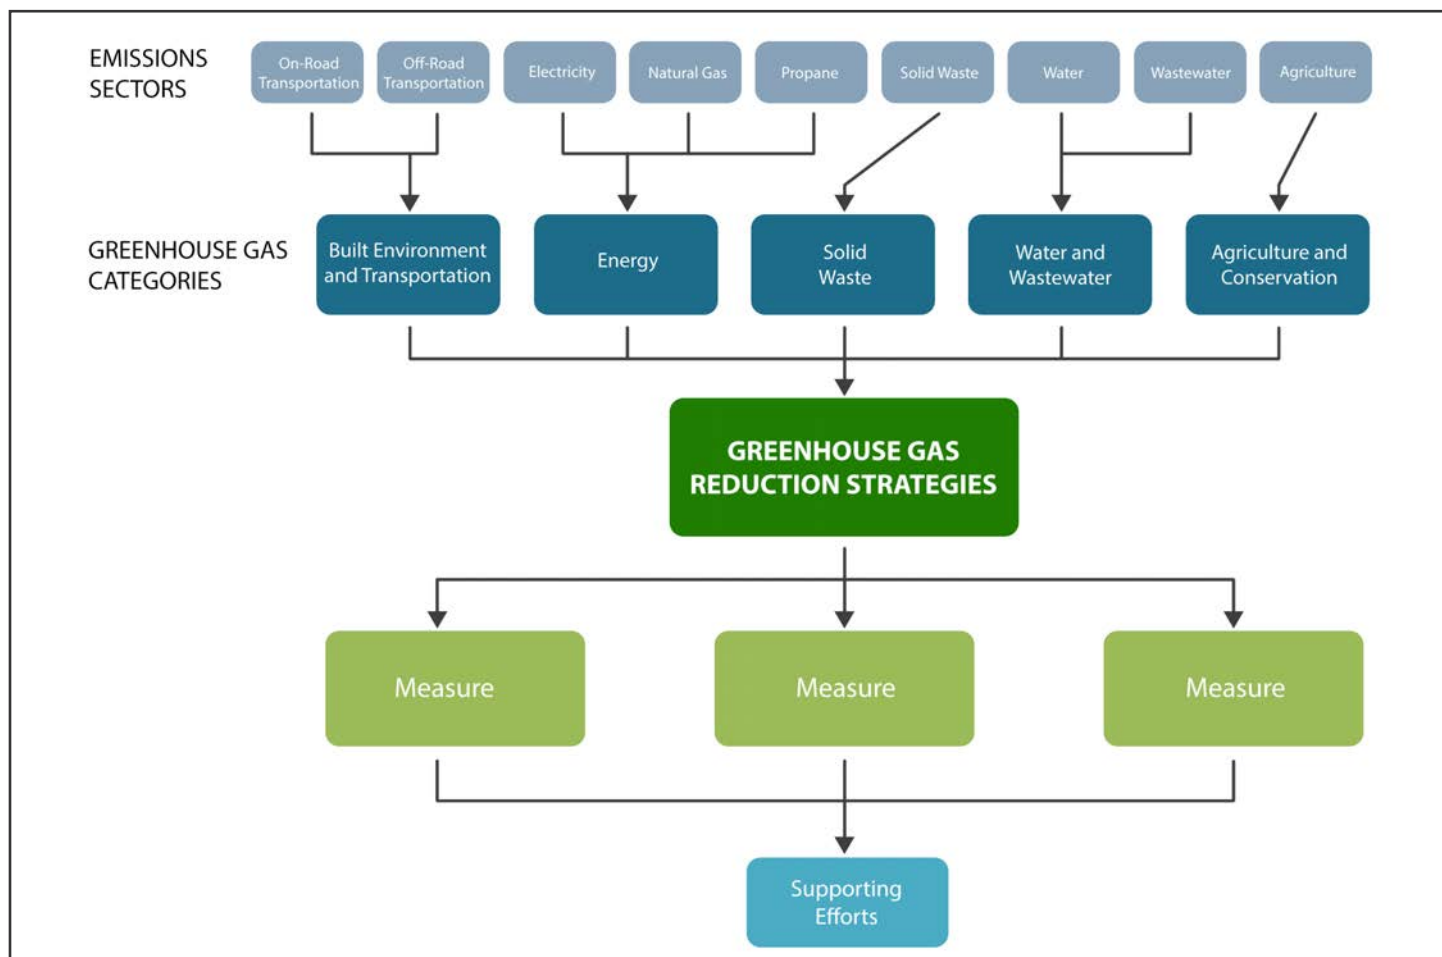 EMISSIONS
SECTORS
On-Road
Transportation
Off-Road
Transportation
Electricity
Natural Gas
Propane
Solid Waste
Water
Wastewater
Agriculture
GREENHOUSE GAS
CATEGORIES
Built Environment
and Transportation
Energy
Solid
Waste
Water and
Wastewater
Agriculture and
Conservation
GREENHOUSE GAS
REDUCTION STRATEGIES
Measure
Measure
Measure
Supporting
Efforts